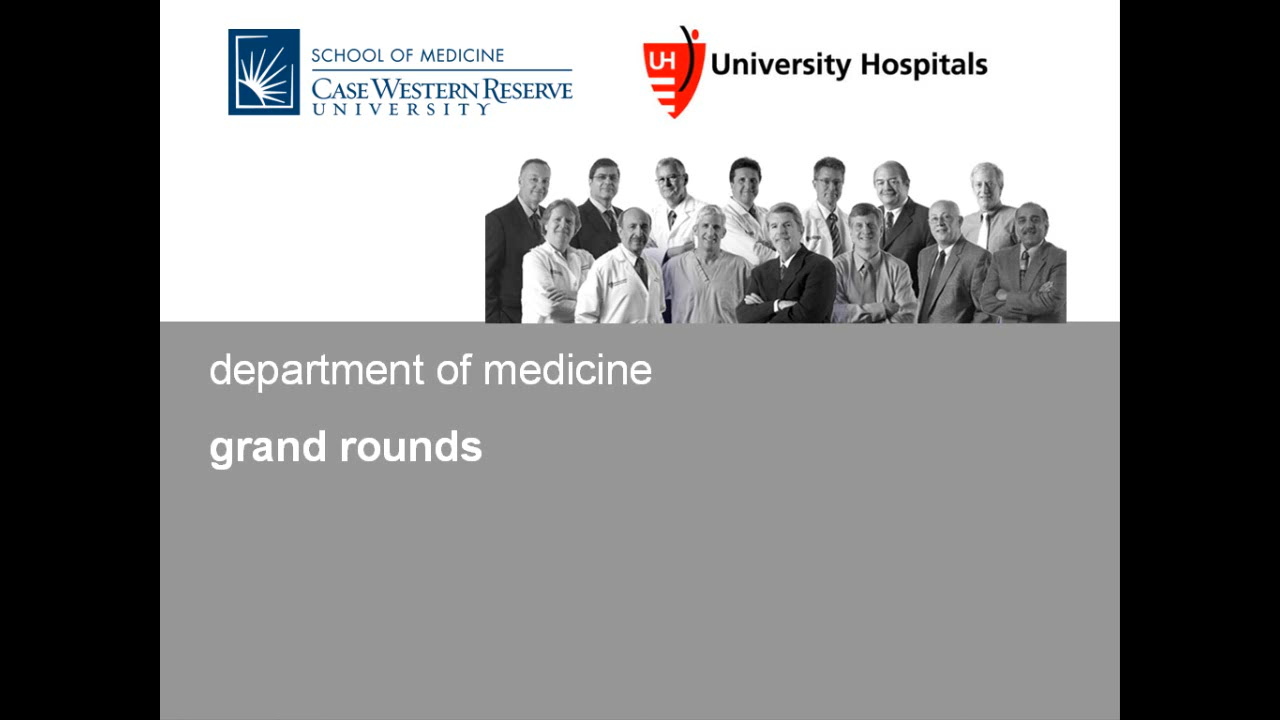 SCHOOL OF MEDICINE
CASE WESTERN RESERVE
UNIVERSITY
UH University Hospitals
department of medicine
grand rounds